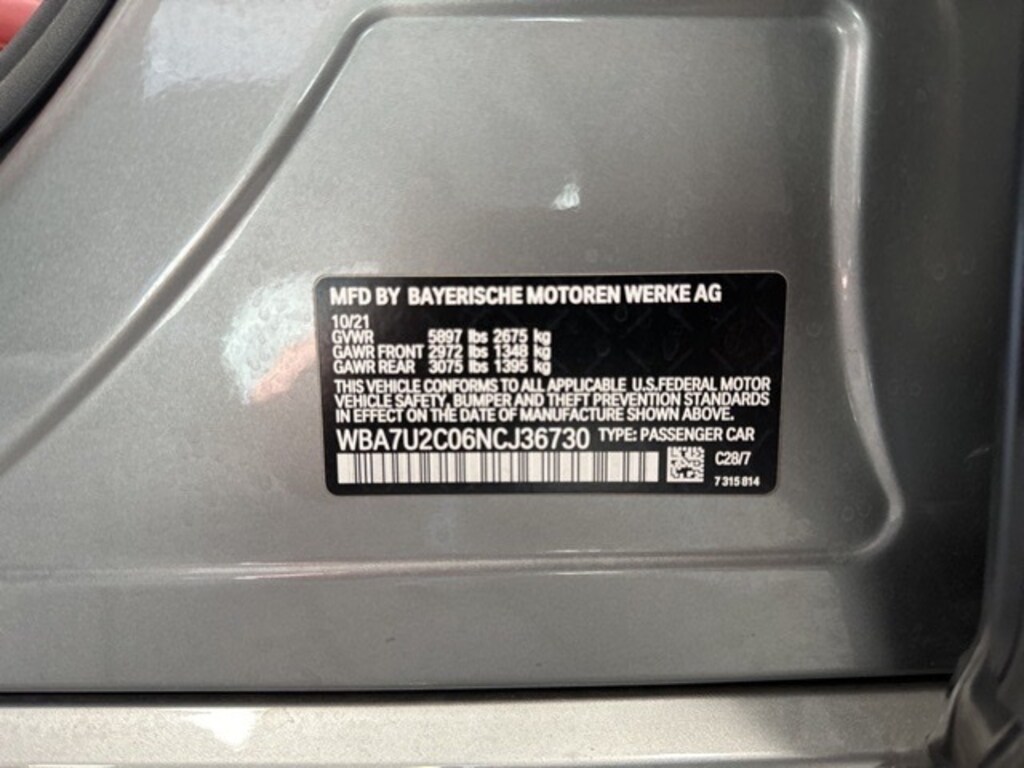 MFD BY BAYERISCHE MOTOREN WERKE AG
10/21
GVWR 5897 lbs 2675 kg
GAWR FRONT 2972 lbs 1348 kg
GAWR REAR 3075 lbs 1395 kg
THIS VEHICLE CONFORMS TO ALL APPLICABLE U.S.FEDERAL MOTOR
VEHICLE SAFETY, BUMPER AND THEFT PREVENTION STANDARDS
IN EFFECT ON THE DATE OF MANUFACTURE SHOWN ABOVE.
WBA7U2C06NCJ36730 TYPE: PASSENGER CAR
C28/7
7 315 814